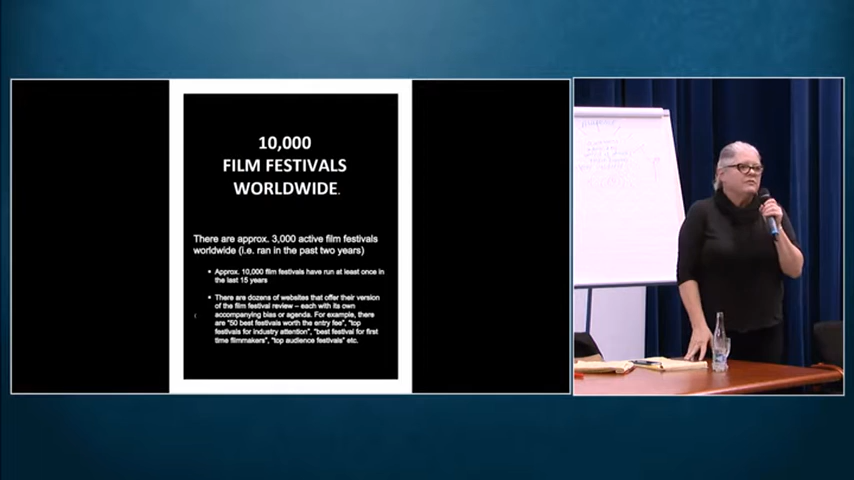 10,000
FILM FESTIVALS
WORLDWIDE.
There are approx. 3,000 active film festivals
worldwide (i.e. ran in the past two years)
• Approx. 10,000 film festivals have run at least once in
the last 15 years
• There are dozens of websites that offer their version
of the film festival review – each with its own
accompanying bias or agenda. For example, there
are "50 best festivals worth the entry fee", "top
festivals for industry attention", "best festival for first
time filmmakers", "top audience festivals" etc.